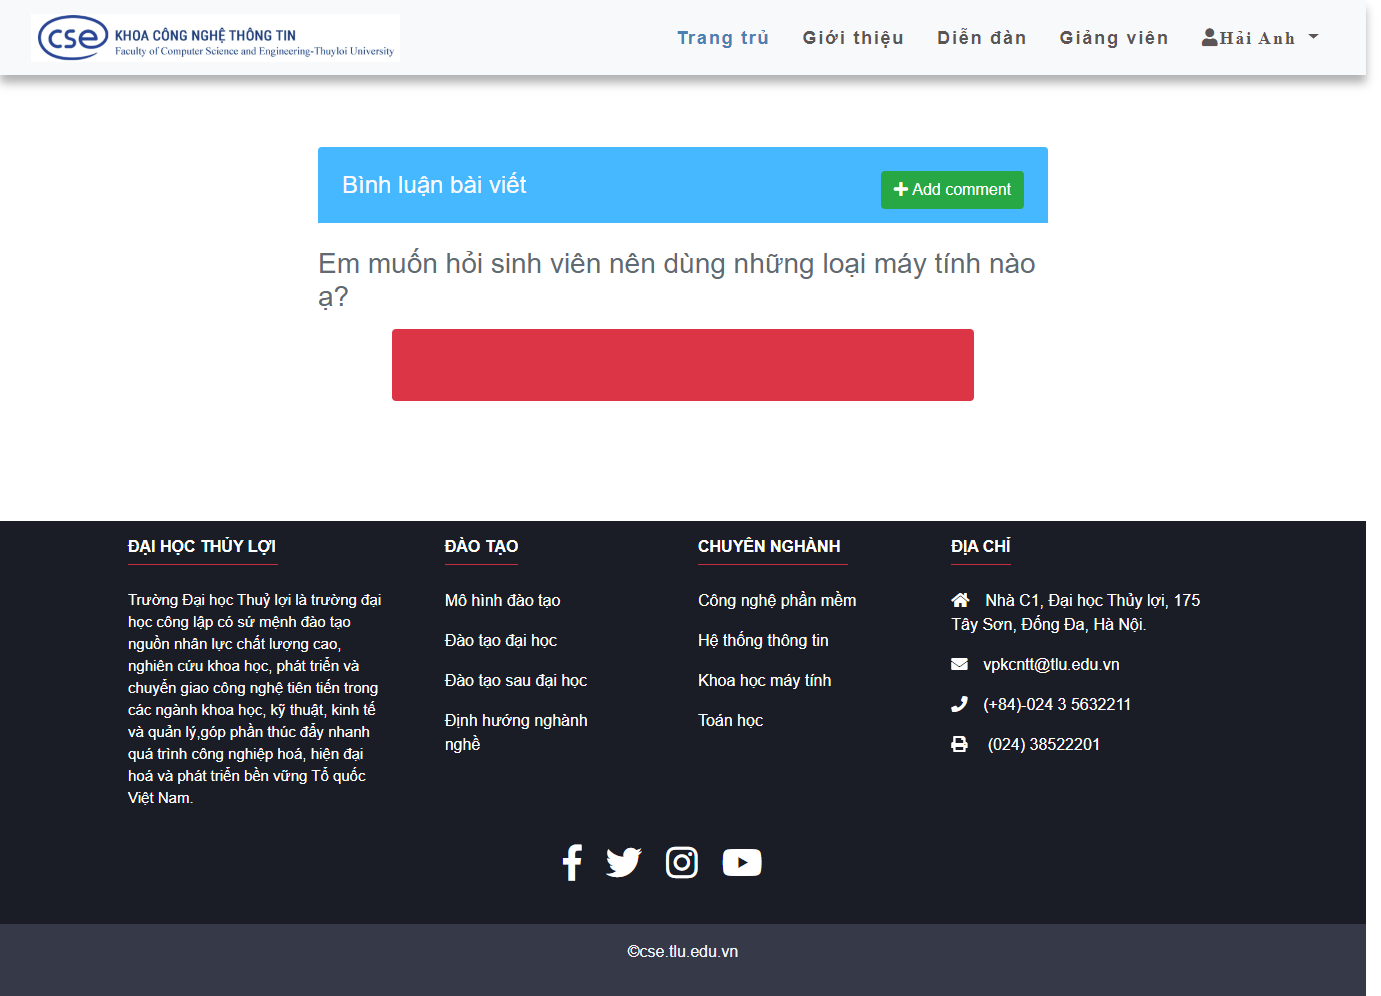 cse KHOA CÔNG NGHỆ THÔNG TIN
Faculty of Computer Science and Engineering-Thuyloi University
Trang trủ Giới thiệu Diễn đàn Giảng viên Hải Anh
Bình luận bài viết
Add comment
Em muốn hỏi sinh viên nên dùng những loại máy tính nào
ạ?
ĐẠI HỌC THỦY LỢI
Trường Đại học Thuỷ lợi là trường đại
học công lập có sứ mệnh đào tạo
nguồn nhân lực chất lượng cao,
nghiên cứu khoa học, phát triển và
chuyển giao công nghệ tiên tiến trong
các ngành khoa học, kỹ thuật, kinh tế
và quản lý,góp phần thúc đẩy nhanh
quá trình công nghiệp hoá, hiện đại
hoá và phát triển bền vững Tổ quốc
Việt Nam.
ĐÀO TẠO
Mô hình đào tạo
Đào tạo đại học
Đào tạo sau đại học
Định hướng nghành
nghề
CHUYÊN NGHÀNH
Công nghệ phần mềm
Hệ thống thông tin
Khoa học máy tính
Toán học
ĐỊA CHỈ
Nhà C1, Đại học Thủy lợi, 175
Tây Sơn, Đống Đa, Hà Nội.
vpkcntt@tlu.edu.vn
(+84)-024 3 5632211
(024) 38522201
©cse.tlu.edu.vn